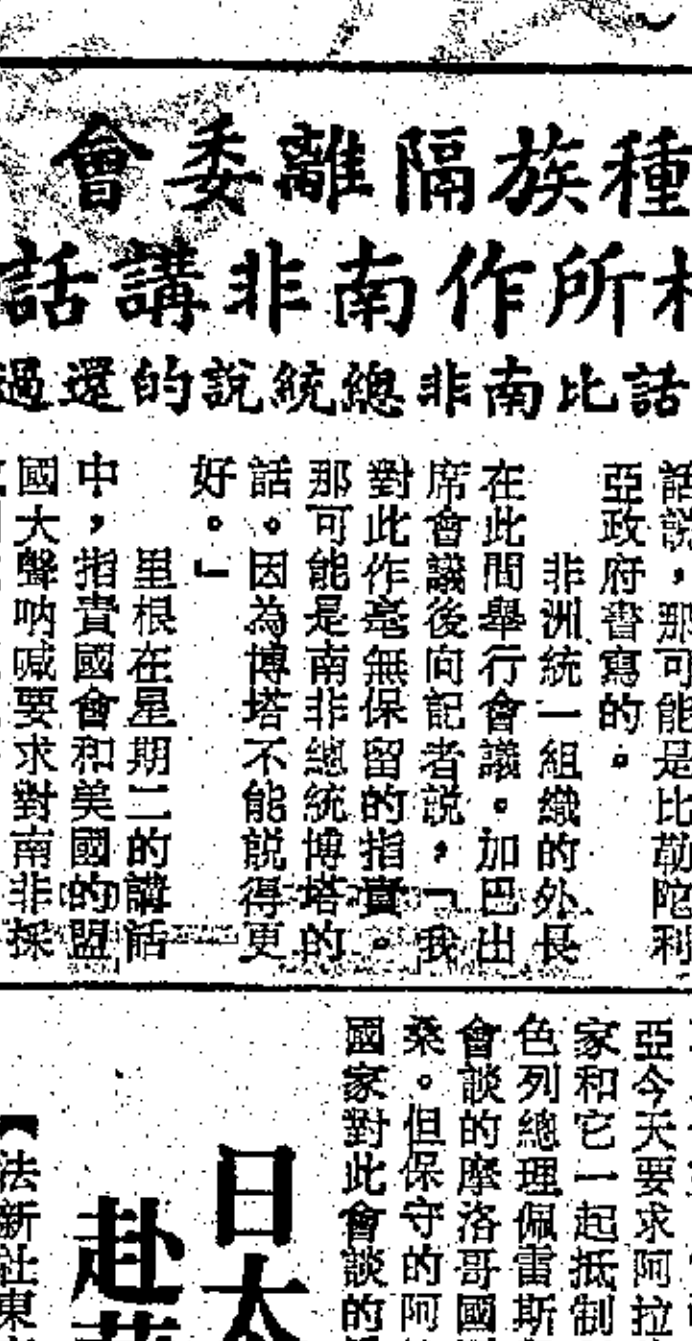 種族隔離委會
所作南非講話
話比南非總統說的還過
話説，那可能是比勒陀利
亞政府書寫的。
非洲統一組織的外長
在此間舉行會議。加巴出
席會議後向記者説，「我
對此作毫無保留的指責。
那可能是南非總統博塔的
話。因為博塔不能説得更
好。」
里根在星期二的講話
中，指責國會和美國的盟
國大聲吶喊要求對南非採
亞今天要求阿拉
家和它一起抵制
色列總理佩雷斯
會談的摩洛哥國
桑。但保守的阿
國家對此會談的
日太
赴
【法新社東